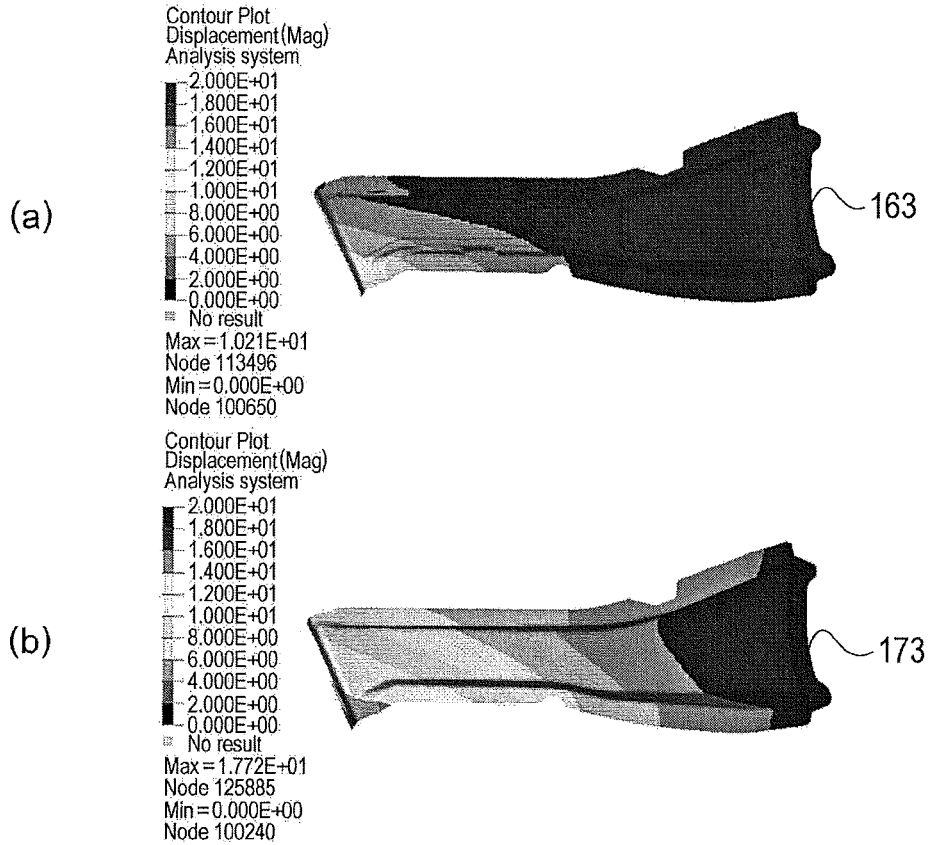 Contour Plot
Displacement(Mag)
Analysis system
2.000E+01
1.800E+01
1.600E+01
1.400E+01
1.200E+01
1.000E+01
8.000E+00
6.000E+00
4.000E+00
2.000E+00
0.000E+00
No result
Max=1.021E+01
Node 113496
Min=0.000E+00
Node 100650
(a)
163
Contour Plot
Displacement(Mag)
Analysis system
2.000E+01
1.800E+01
1.600E+01
1.400E+01
1.200E+01
1.000E+01
8.000E+00
6.000E+00
4.000E+00
2.000E+00
0.000E+00
No result
Max=1.772E+01
Node 125885
Min=0.000E+00
Node 100240
(b)
173